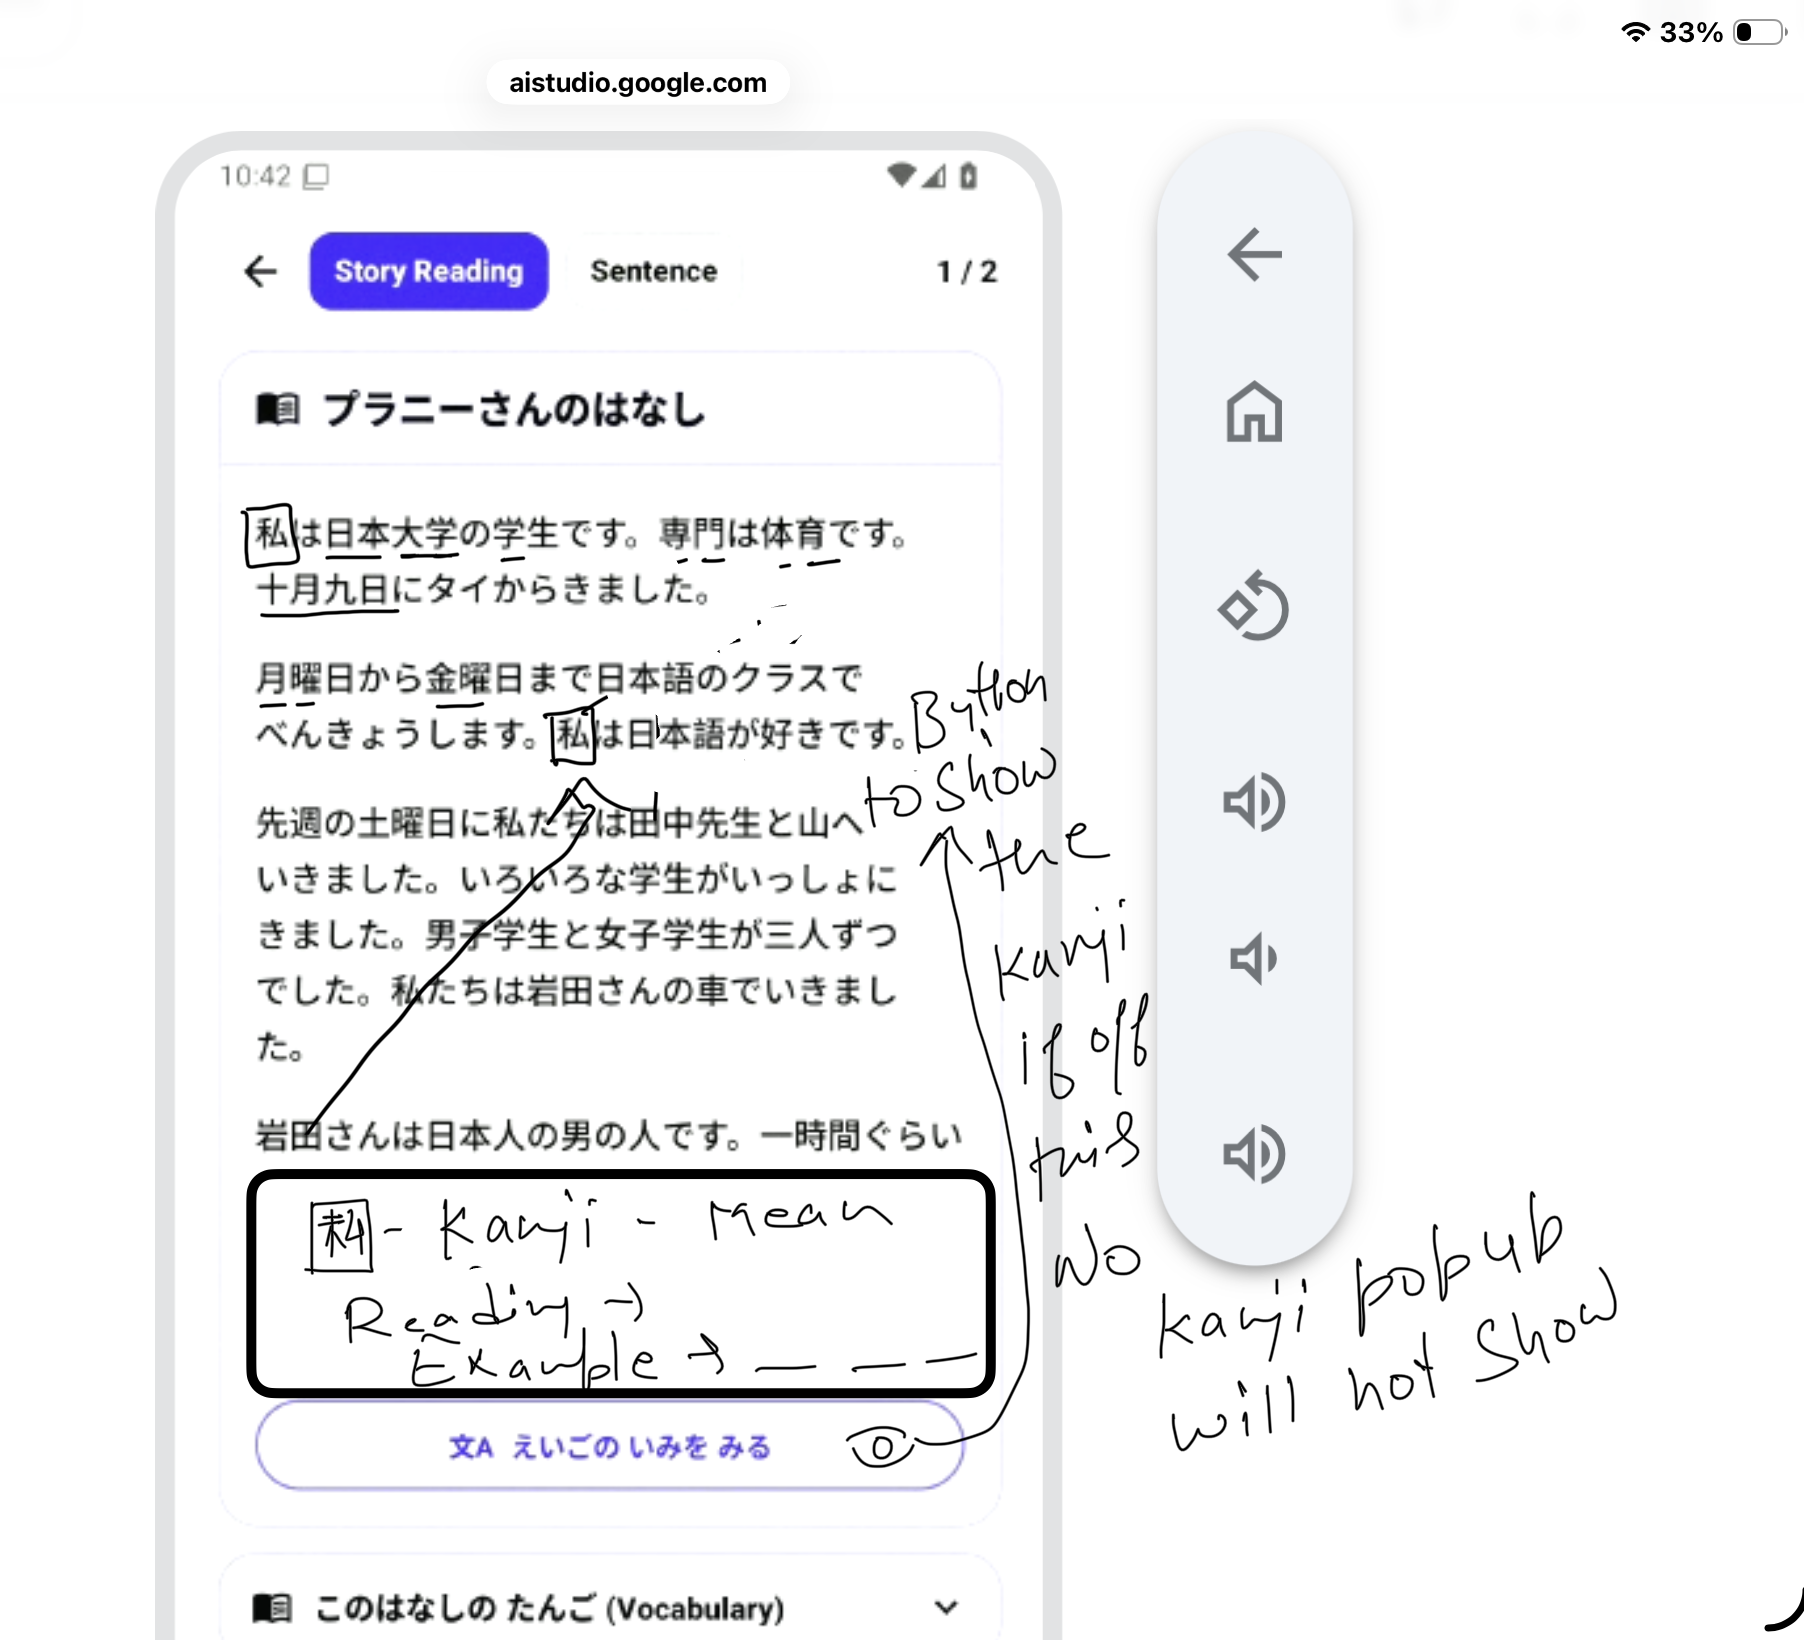 33%
aistudio.google.com
10:42
Story Reading
Sentence
1 / 2
プラニーさんのはなし
私は日本大学の学生です。専門は体育です。
十月九日にタイからきました。
月曜日から金曜日まで日本語のクラスで
べんきょうします。私は日本語が好きです。
Button
to show
the
Kanji
if off
this
No
Kanji popub
will not show
先週の土曜日に私たちは田中先生と山へ
いきました。いろいろな学生がいっしょに
きました。男子学生と女子学生が三人ずつ
でした。私たちは岩田さんの車でいきまし
た。
岩田さんは日本人の男の人です。一時間ぐらい
私 - Kanji - Mean
Reading →
Example → _ _ _
文A えいごの いみを みる
このはなしの たんご (Vocabulary)